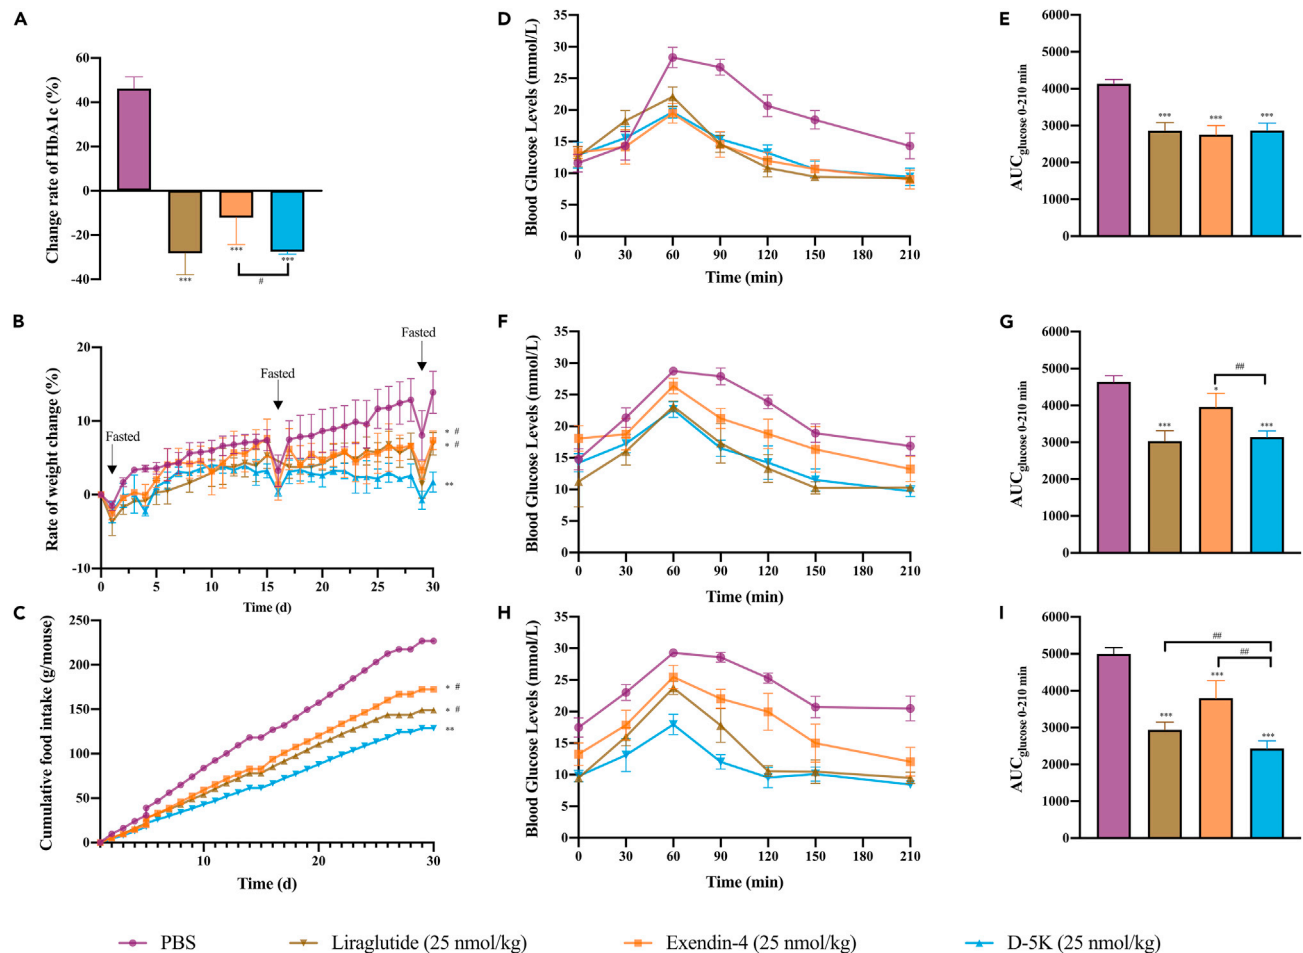 A
Change rate of HbA1c (%)
60
40
20
0
-20
-40
***
***
***
#
B
Rate of weight change (%)
20
10
0
-10
Fasted
Fasted
Fasted
* #
* #
**
0
5
10
15
20
25
30
Time (d)
C
Cumulative food intake (g/mouse)
250
200
150
100
50
0
* #
* #
**
10
20
30
Time (d)
D
Blood Glucose Levels (mmol/L)
35
30
25
20
15
10
5
0
0 30 60 90 120 150 210
Time (min)
E
AUCglucose 0-210 min
6000
5000
4000
3000
2000
1000
0
***
***
***
F
Blood Glucose Levels (mmol/L)
35
30
25
20
15
10
5
0
0 30 60 90 120 150 210
Time (min)
G
AUCglucose 0-210 min
6000
5000
4000
3000
2000
1000
0
##
***
*
***
H
Blood Glucose Levels (mmol/L)
35
30
25
20
15
10
5
0
0 30 60 90 120 150 210
Time (min)
I
AUCglucose 0-210 min
6000
5000
4000
3000
2000
1000
0
##
##
***
***
***
PBS
Liraglutide (25 nmol/kg)
Exendin-4 (25 nmol/kg)
D-5K (25 nmol/kg)